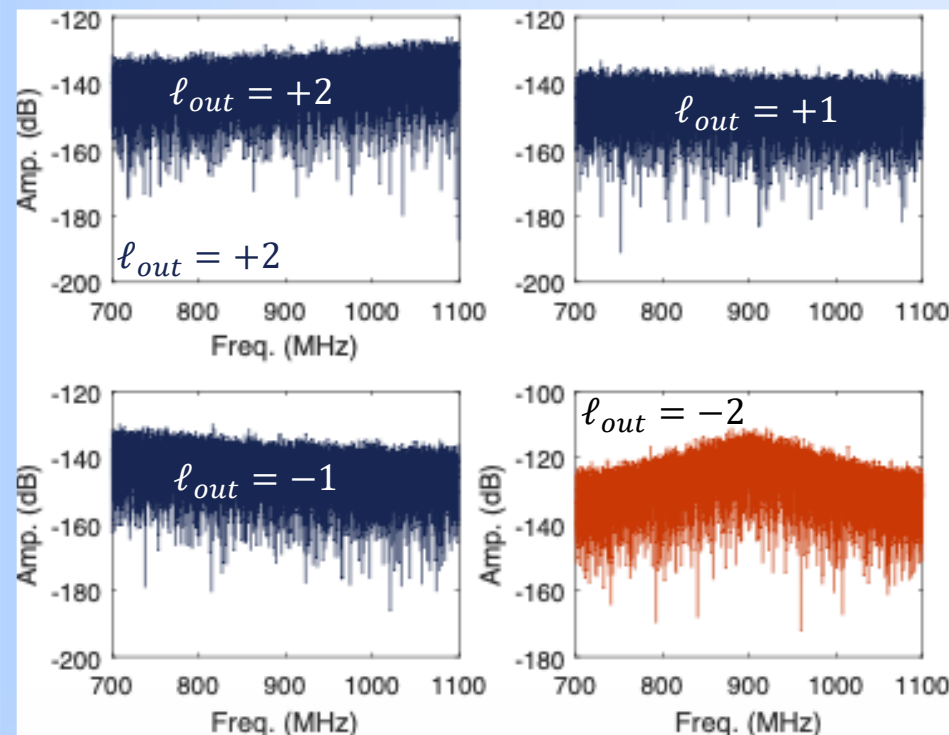 -120
-140
-160
-180
-200
Amp. (dB)
ℓout = +2
ℓout = +2
700 800 900 1000 1100
Freq. (MHz)
-120
-140
-160
-180
-200
ℓout = +1
700 800 900 1000 1100
-120
-140
-160
-180
-200
Amp. (dB)
ℓout = −1
700 800 900 1000 1100
Freq. (MHz)
-100
-120
-140
-160
-180
Amp. (dB)
ℓout = −2
700 800 900 1000 1100
Freq. (MHz)